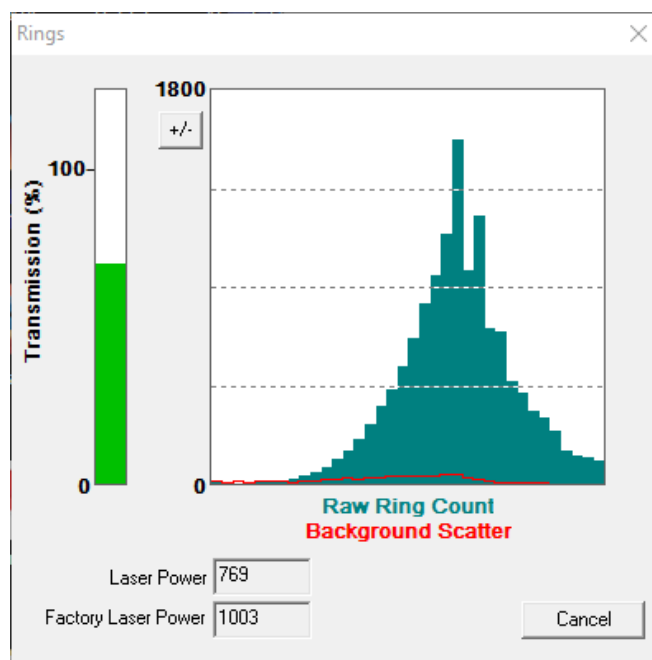 Rings
1800
+/-
100
Transmission (%)
0
0
Raw Ring Count
Background Scatter
Laser Power 769
Factory Laser Power 1003
Cancel